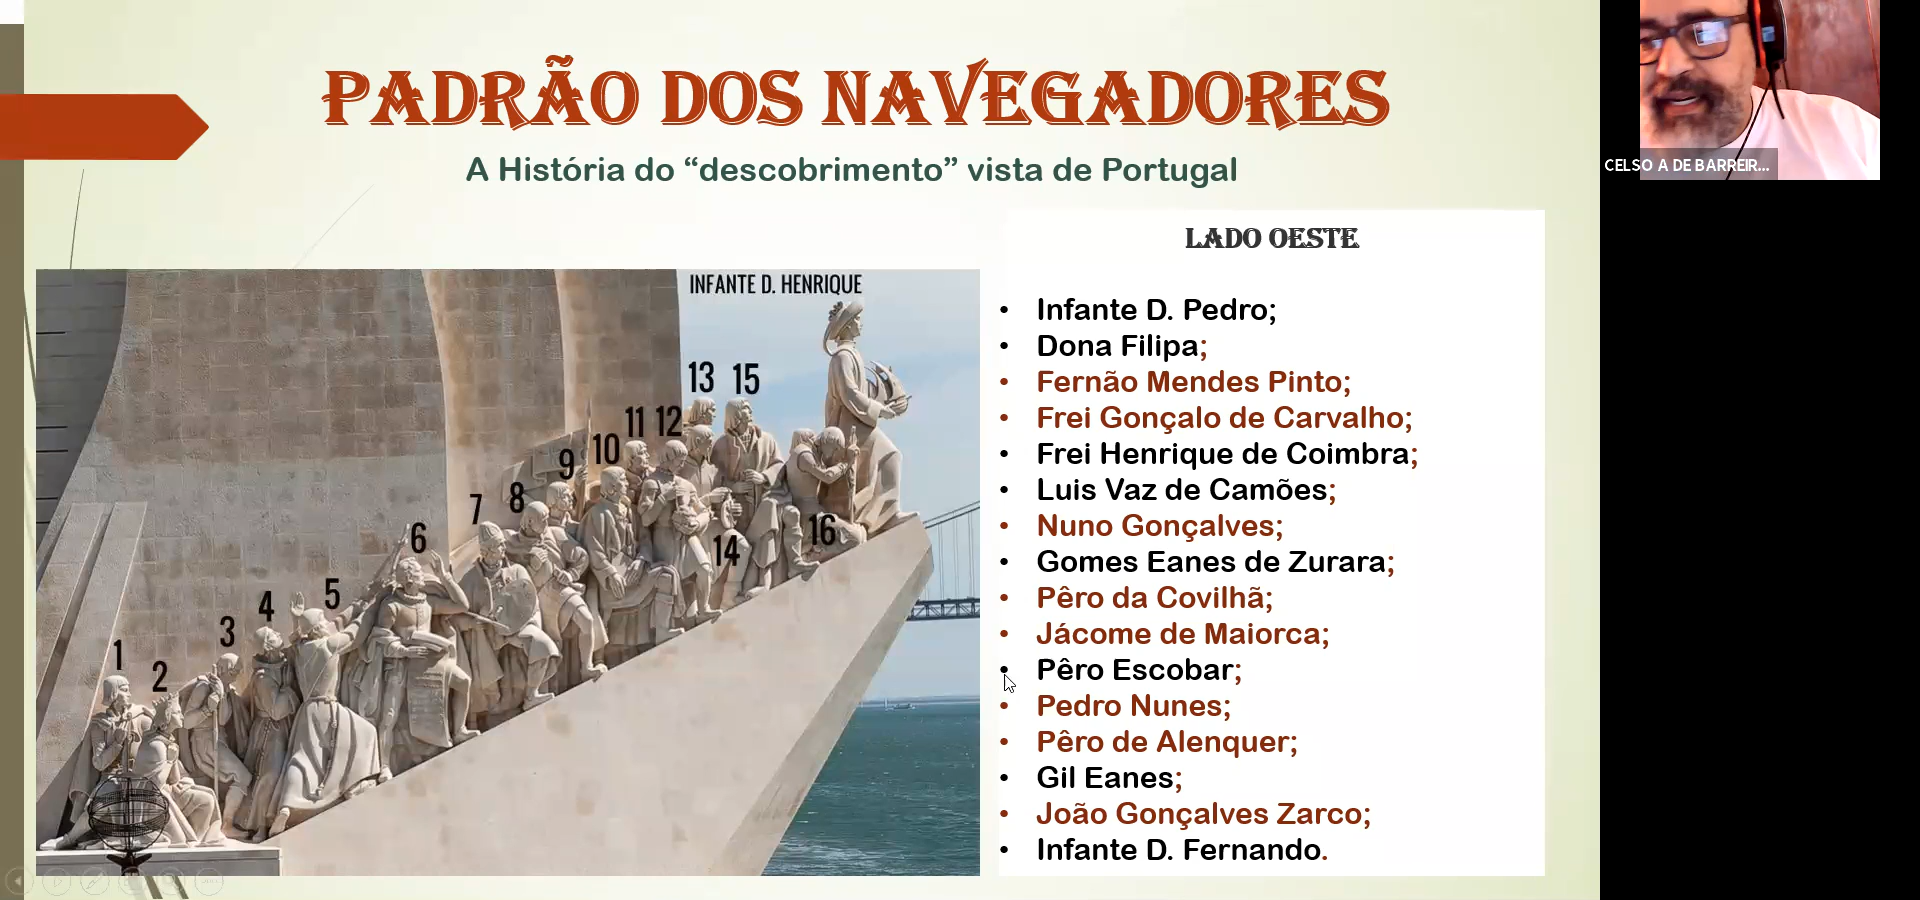 PADRÃO DOS NAVEGADORES
A História do “descobrimento” vista de Portugal
CELSO A DE BARREIR...
LADO OESTE
INFANTE D. HENRIQUE
13 15
11 12
10
9
8
7
6
14
16
5
4
3
2
1
• Infante D. Pedro;
• Dona Filipa;
• Fernão Mendes Pinto;
• Frei Gonçalo de Carvalho;
• Frei Henrique de Coimbra;
• Luis Vaz de Camões;
• Nuno Gonçalves;
• Gomes Eanes de Zurara;
• Pêro da Covilhã;
• Jácome de Maiorca;
• Pêro Escobar;
• Pedro Nunes;
• Pêro de Alenquer;
• Gil Eanes;
• João Gonçalves Zarco;
• Infante D. Fernando.